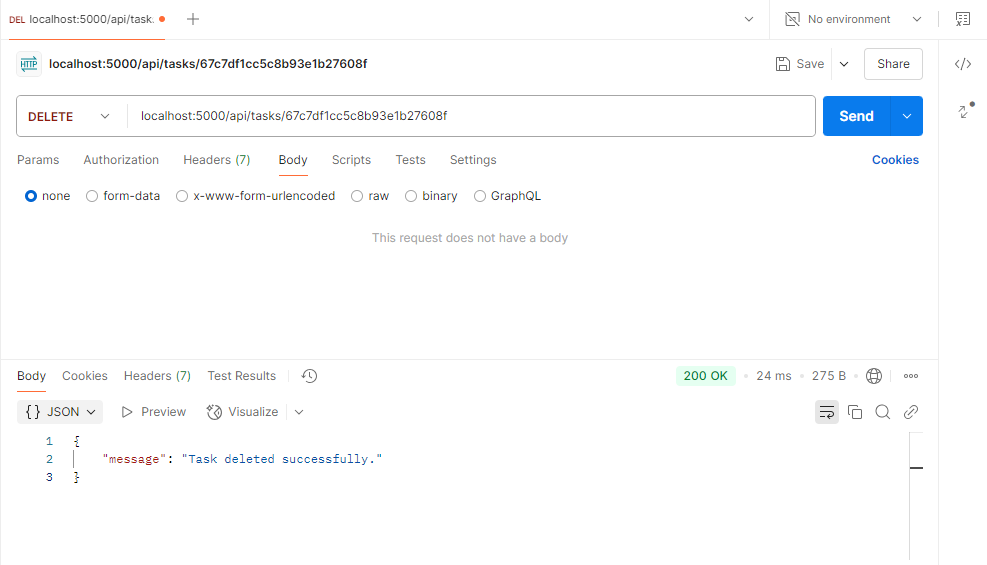 DEL localhost:5000/api/task
No environment
HTTP localhost:5000/api/tasks/67c7df1cc5c8b93e1b27608f
Save
Share
DELETE
localhost:5000/api/tasks/67c7df1cc5c8b93e1b27608f
Send
Params Authorization Headers (7) Body Scripts Tests Settings Cookies
none form-data x-www-form-urlencoded raw binary GraphQL
This request does not have a body
Body Cookies Headers (7) Test Results 200 OK 24 ms 275 B
{} JSON Preview Visualize
1 {
2 "message": "Task deleted successfully."
3 }